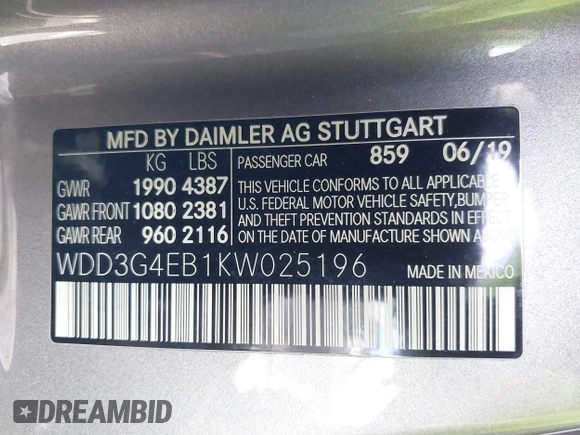 MFD BY DAIMLER AG STUTTGART
KG LBS PASSENGER CAR 859 06/19
GVWR 1990 4387
GAWR FRONT 1080 2381
GAWR REAR 960 2116
THIS VEHICLE CONFORMS TO ALL APPLICABLE
U.S. FEDERAL MOTOR VEHICLE SAFETY, BUMPER,
AND THEFT PREVENTION STANDARDS IN EFFECT
ON THE DATE OF MANUFACTURE SHOWN ABOVE.
WDD3G4EB1KW025196 MADE IN MEXICO
DREAMBID